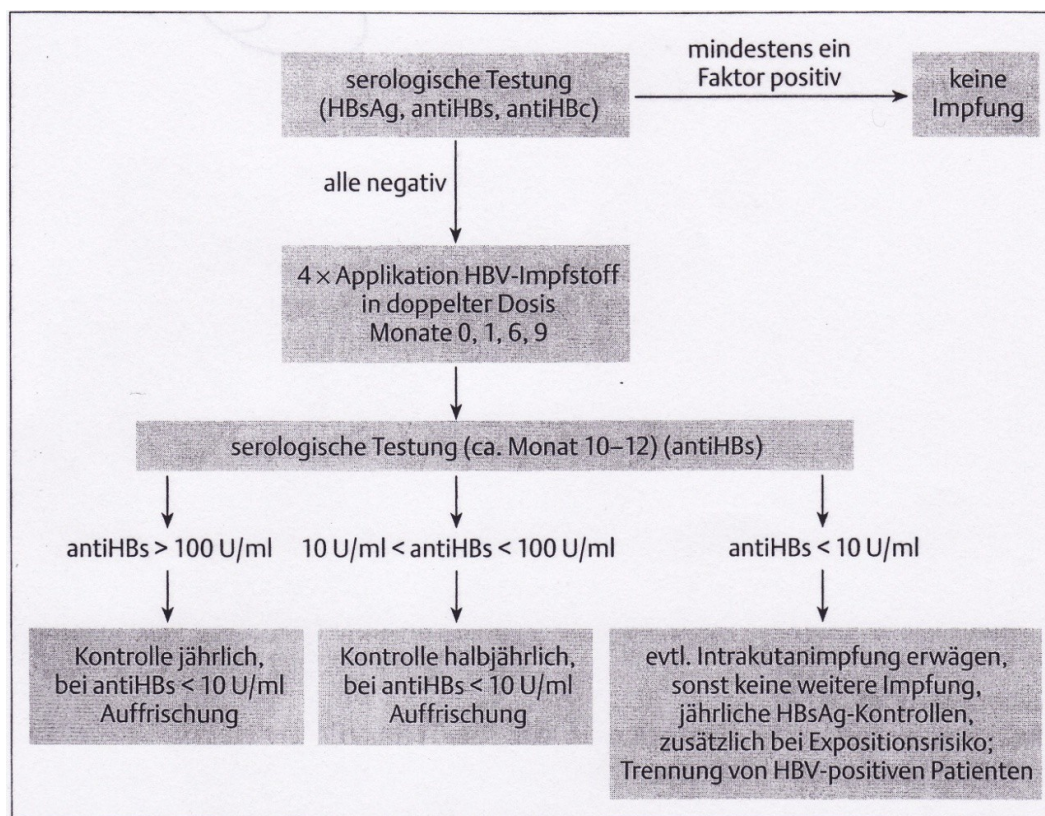 serologische Testung
(HBsAg, antiHBs, antiHBc)
mindestens ein
Faktor positiv
keine
Impfung
alle negativ
4 × Applikation HBV-Impfstoff
in doppelter Dosis
Monate 0, 1, 6, 9
serologische Testung (ca. Monat 10–12) (antiHBs)
antiHBs > 100 U/ml
10 U/ml < antiHBs < 100 U/ml
antiHBs < 10 U/ml
Kontrolle jährlich,
bei antiHBs < 10 U/ml
Auffrischung
Kontrolle halbjährlich,
bei antiHBs < 10 U/ml
Auffrischung
evtl. Intrakutanimpfung erwägen,
sonst keine weitere Impfung,
jährliche HBsAg-Kontrollen,
zusätzlich bei Expositionsrisiko;
Trennung von HBV-positiven Patienten